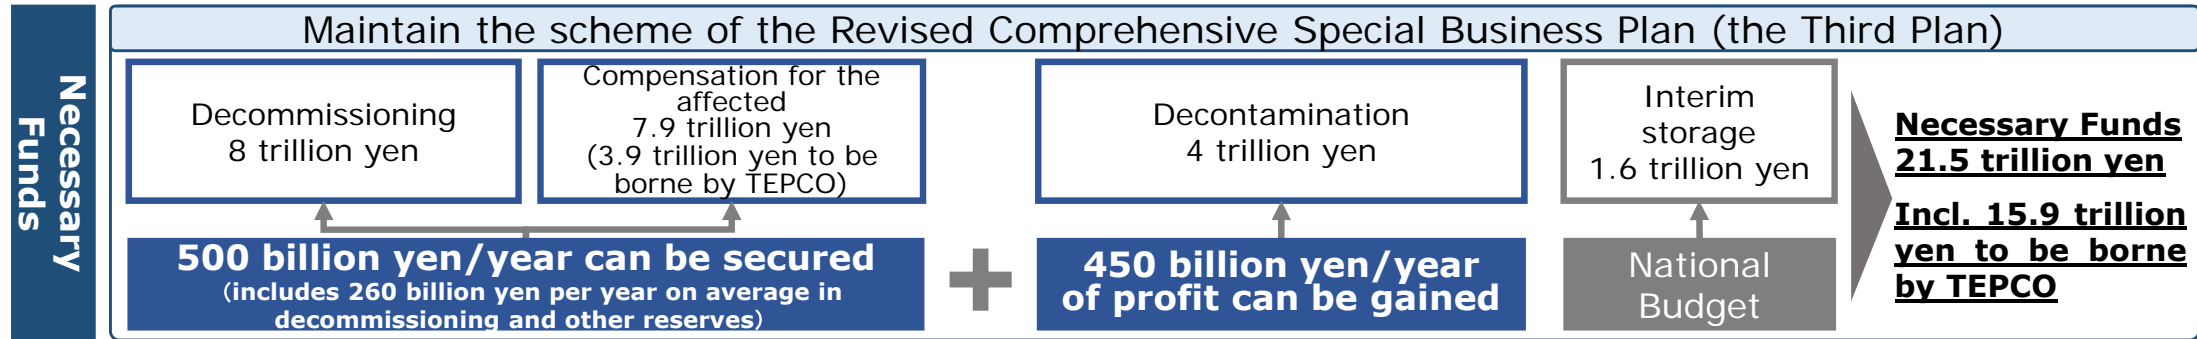 Necessary
Funds
Maintain the scheme of the Revised Comprehensive Special Business Plan (the Third Plan)
Decommissioning
8 trillion yen
Compensation for the
affected
7.9 trillion yen
(3.9 trillion yen to be
borne by TEPCO)
Decontamination
4 trillion yen
Interim
storage
1.6 trillion yen
500 billion yen/year can be secured
(includes 260 billion yen per year on average in
decommissioning and other reserves)
+
450 billion yen/year
of profit can be gained
National
Budget
Necessary Funds
21.5 trillion yen
Incl. 15.9 trillion
yen to be borne
by TEPCO